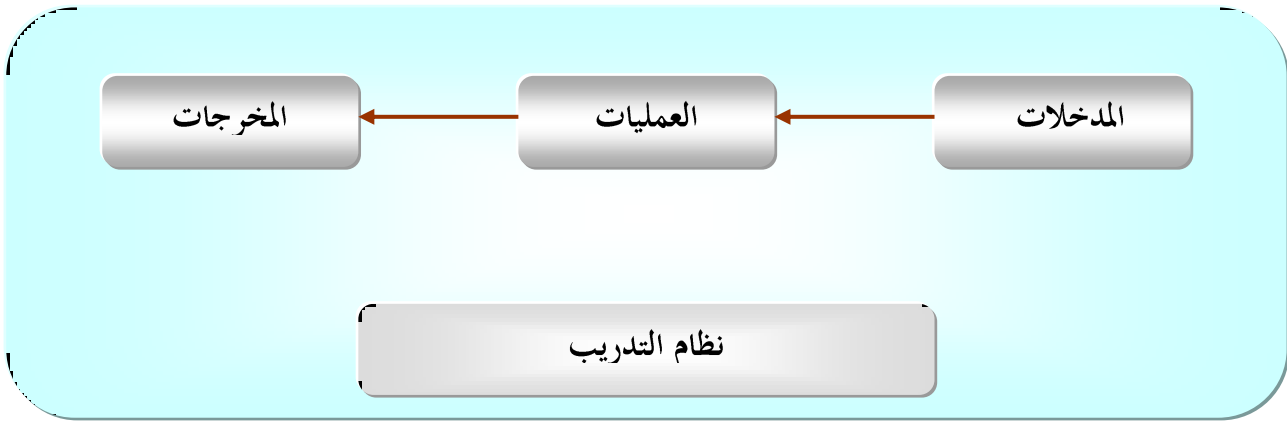 المدخلات
العمليات
المخرجات
نظام التدريب